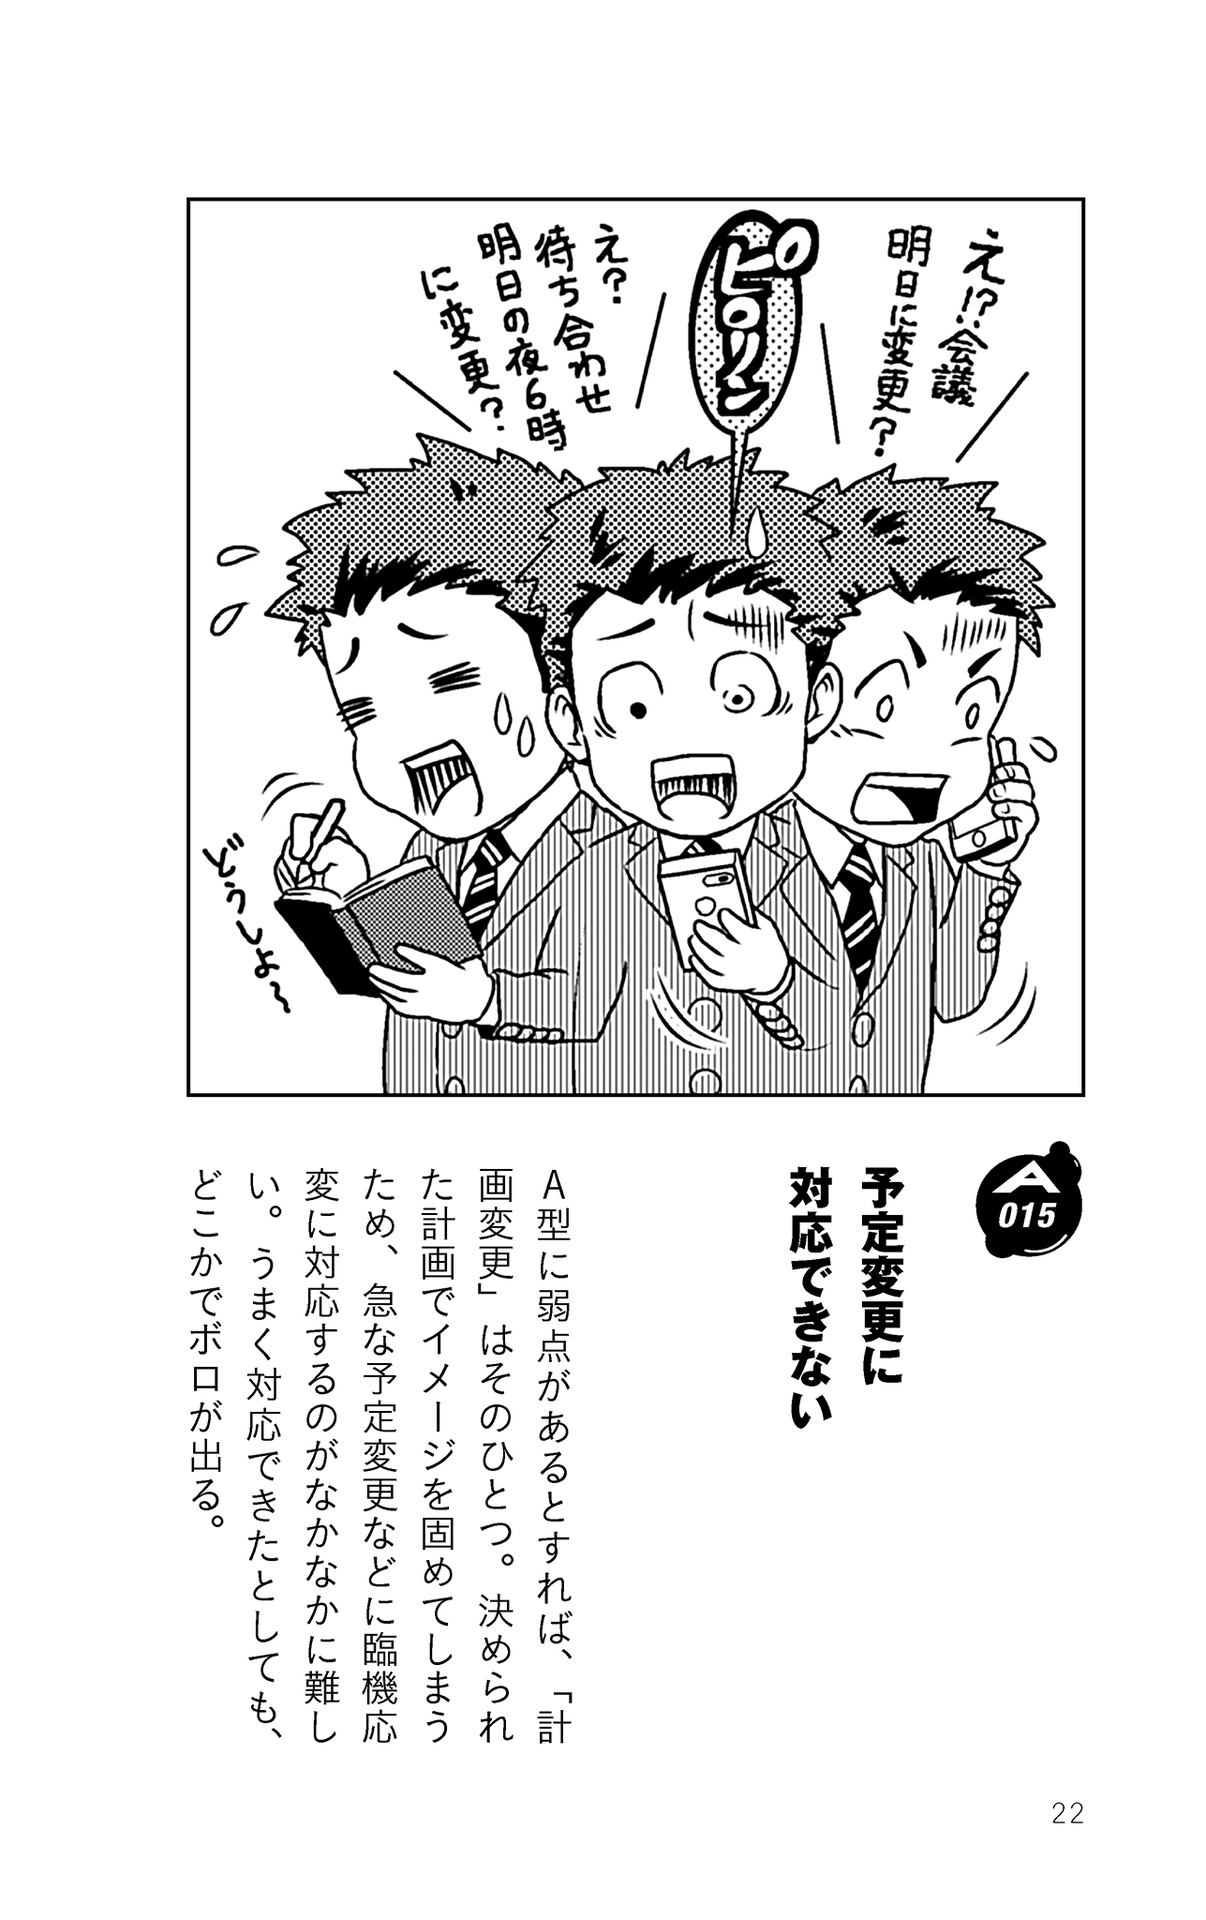 え!?会議
明日に変更?
ピロリン
え?
待ち合わせ
明日の夜6時
に変更?
どうしよ〜
A
015
予定変更に
対応できない
A型に弱点があるとすれば、「計
画変更」はそのひとつ。決められ
た計画でイメージを固めてしまう
ため、急な予定変更などに臨機応
変に対応するのがなかなかに難し
い。うまく対応できたとしても、
どこかでボロが出る。
22